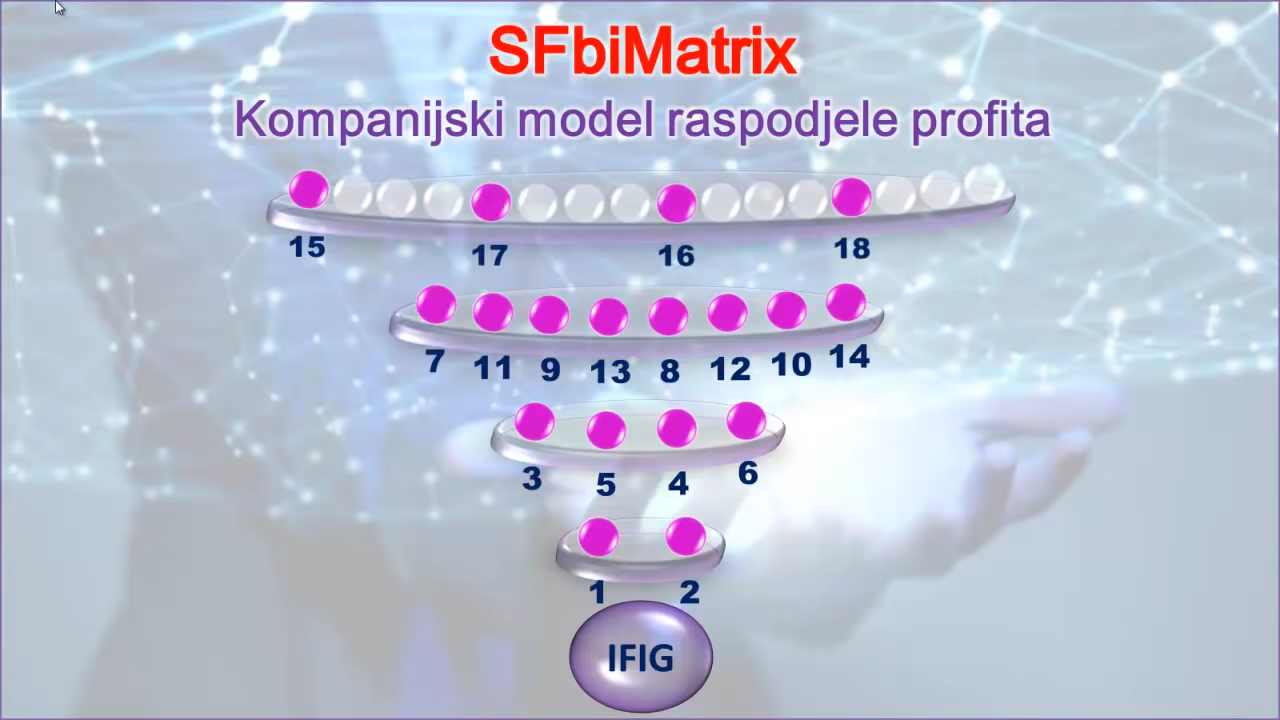 SFbiMatrix
Kompanijski model raspodjele profita
15 17 16 18
7 11 9 13 8 12 10 14
3 5 4 6
1 2
IFIG